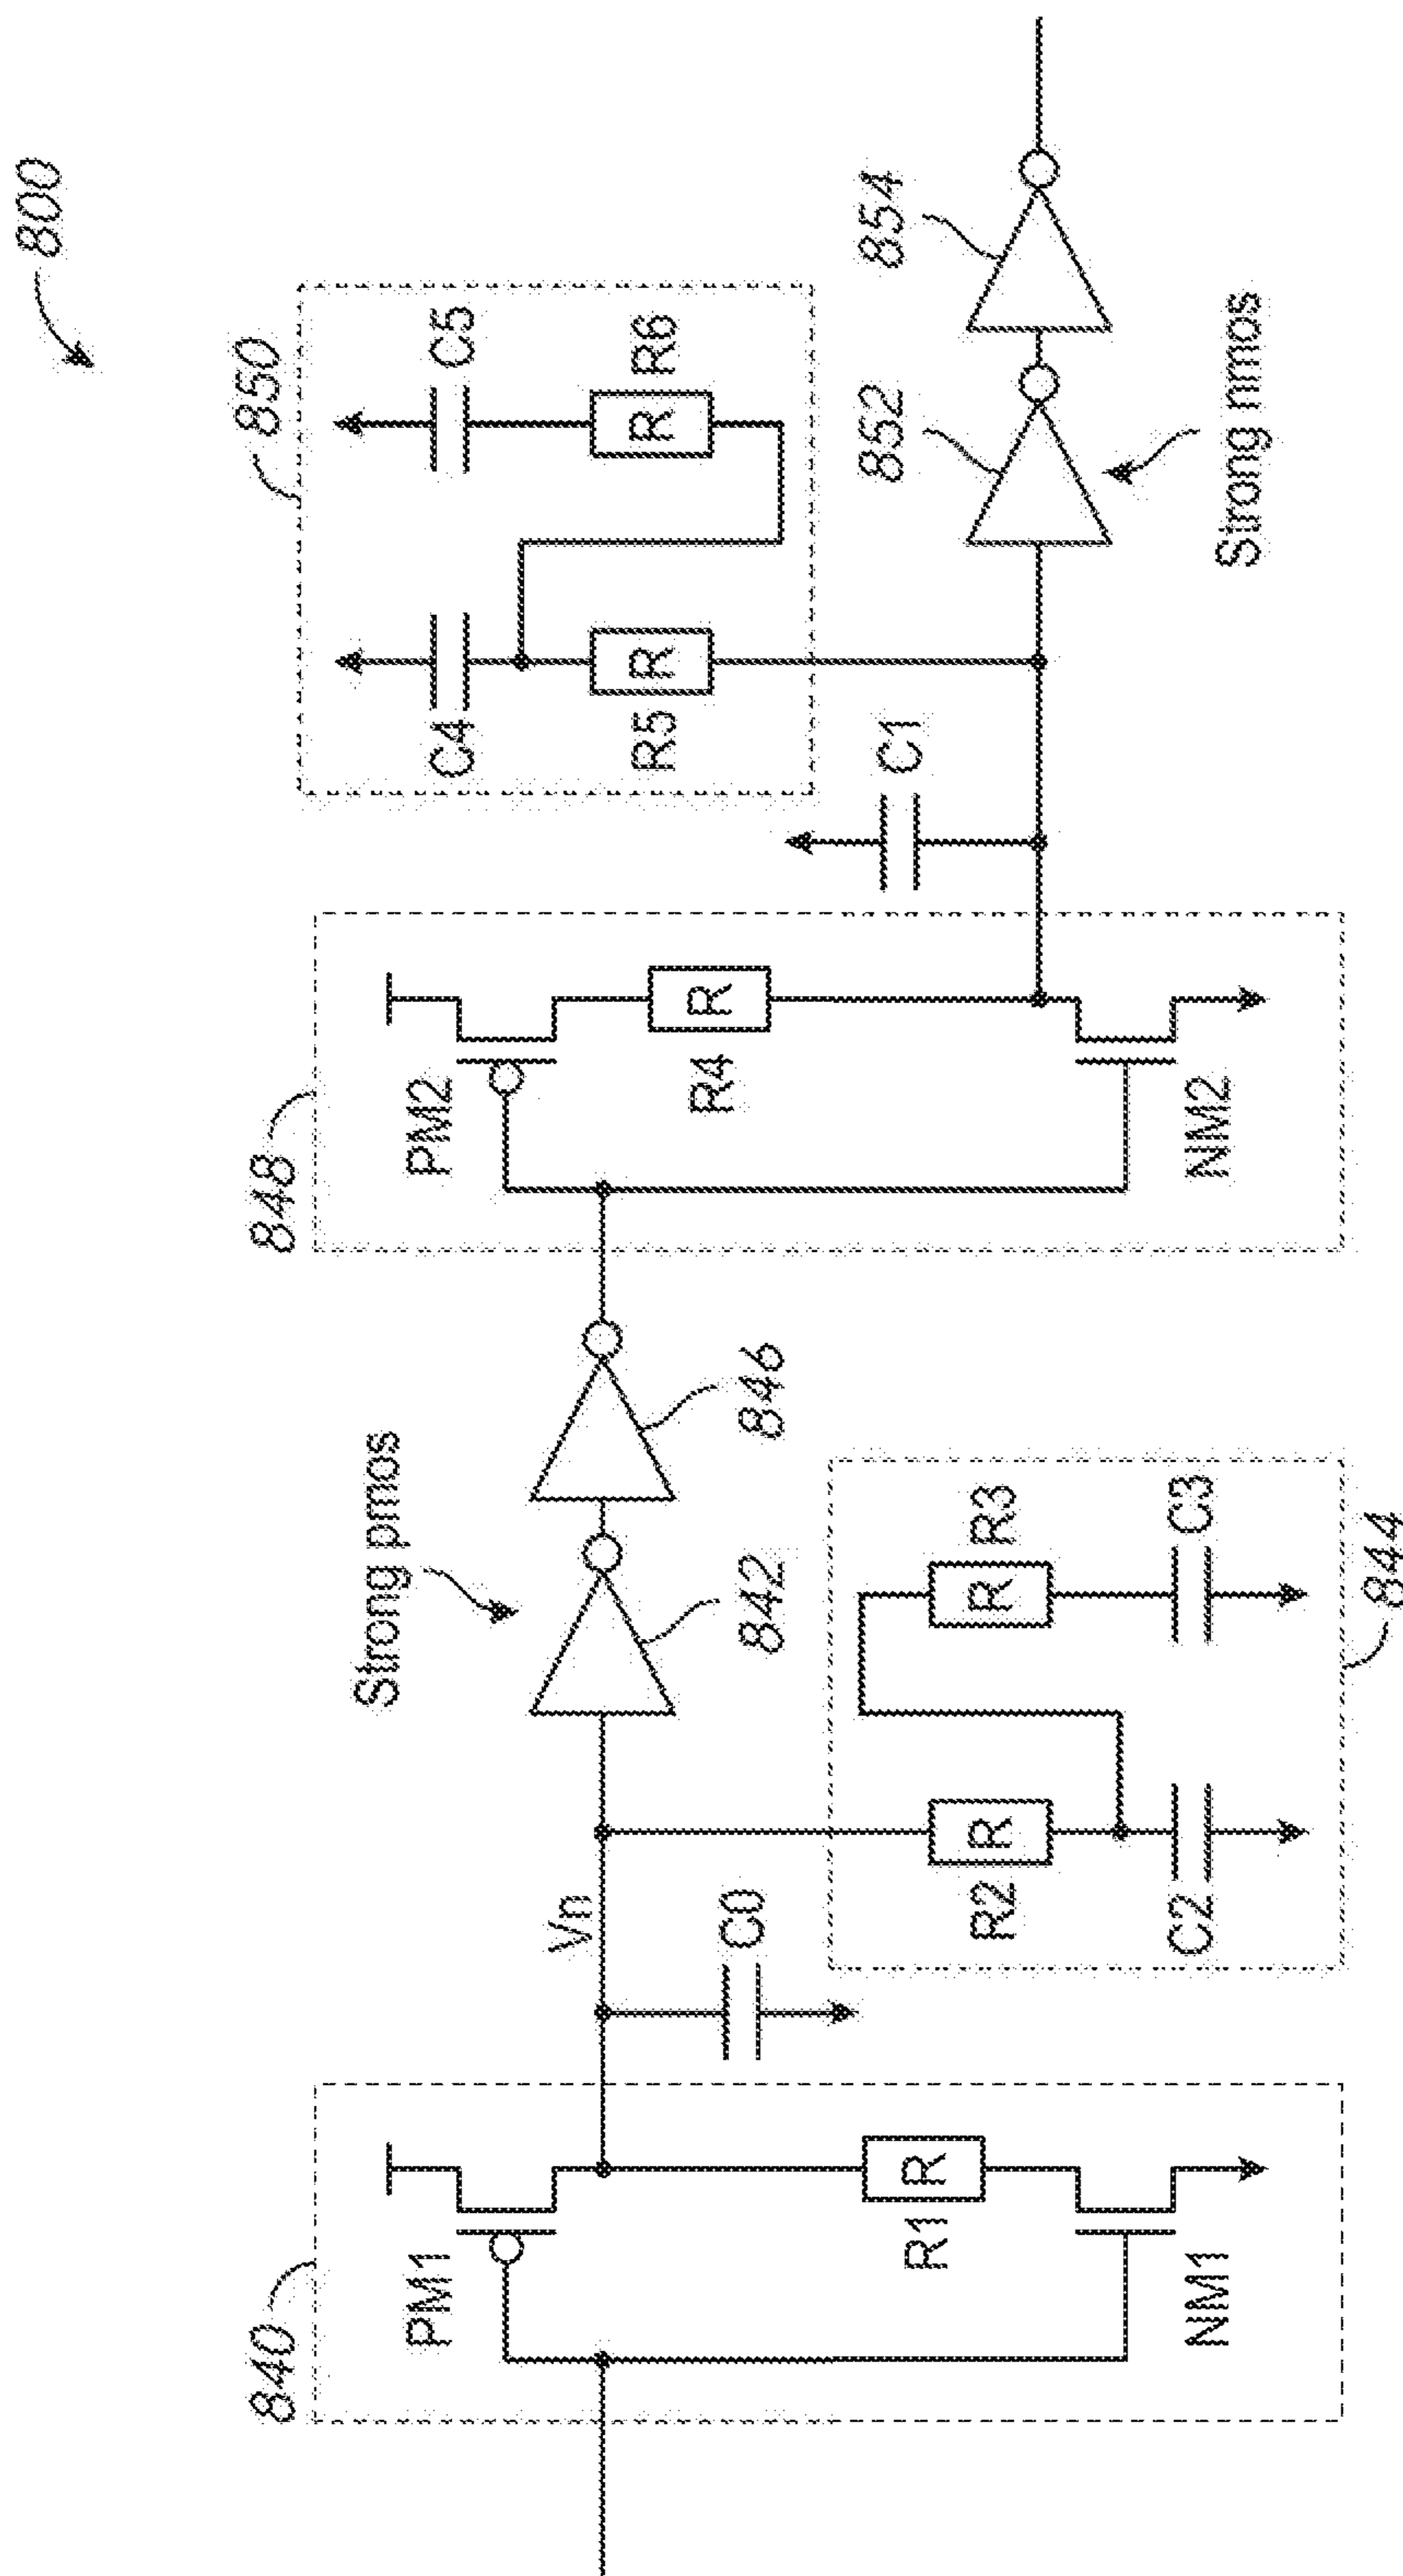 800
840
PM1
R
R1
NM1
Vn
C0
844
R
R2
C2
R
R3
C3
Strong pmos
842
846
848
PM2
R
R4
NM2
C1
850
C4
R
R5
C5
R
R6
852
854
Strong nmos